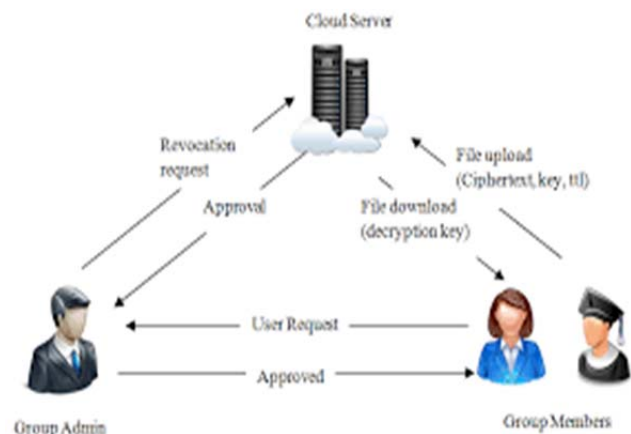 Cloud Server
Revocation
request
File upload
(Ciphertext, key, ttl)
Approval
File download
(decryption key)
User Request
Approved
Group Admin
Group Members